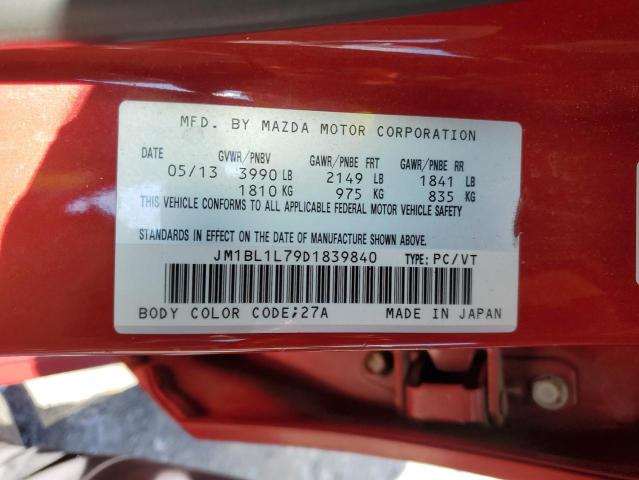 MFD. BY MAZDA MOTOR CORPORATION
DATE GVWR/PNBV GAWR/PNBE FRT GAWR/PNBE RR
05/13 3990 LB 2149 LB 1841 LB
1810 KG 975 KG 835 KG
THIS VEHICLE CONFORMS TO ALL APPLICABLE FEDERAL MOTOR VEHICLE SAFETY
STANDARDS IN EFFECT ON THE DATE OF MANUFACTURE SHOWN ABOVE.
JM1BL1L79D1839840 TYPE: PC/VT
BODY COLOR CODE;27A MADE IN JAPAN